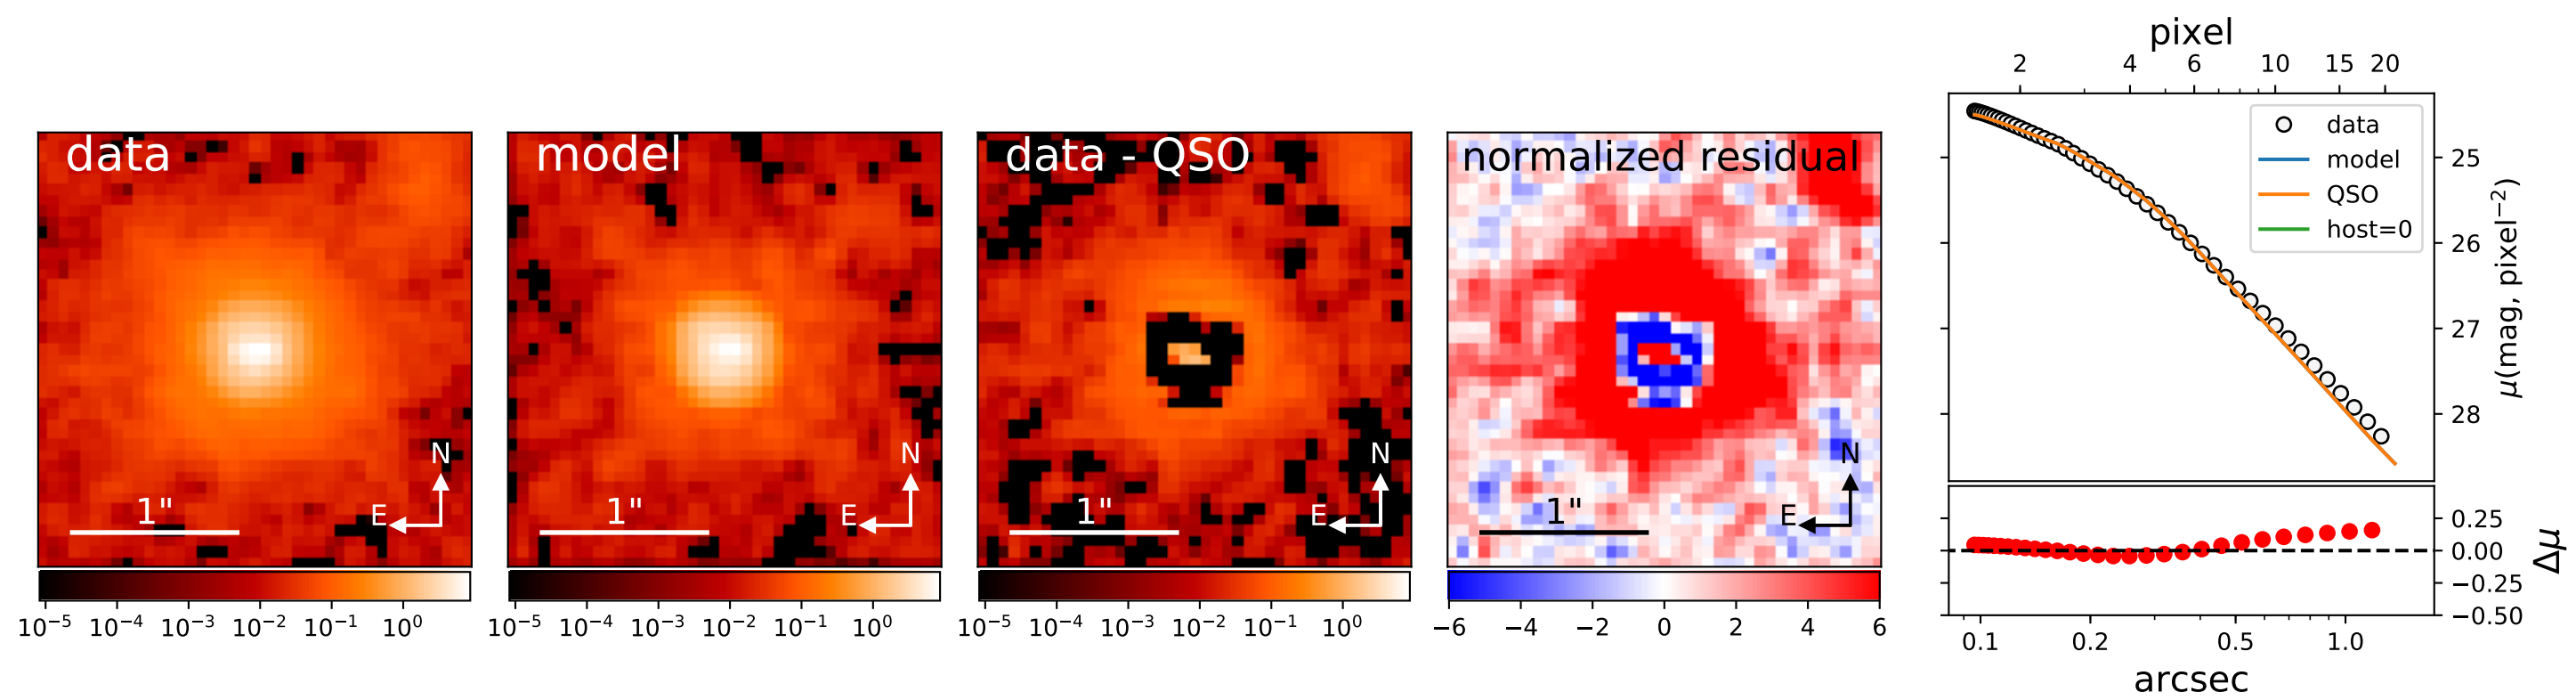 data
N
E
1"
10⁻⁵ 10⁻⁴ 10⁻³ 10⁻² 10⁻¹ 10⁰
model
N
E
1"
10⁻⁵ 10⁻⁴ 10⁻³ 10⁻² 10⁻¹ 10⁰
data - QSO
N
E
1"
10⁻⁵ 10⁻⁴ 10⁻³ 10⁻² 10⁻¹ 10⁰
normalized residual
N
E
1"
−6 −4 −2 0 2 4 6
pixel
2 4 6 10 15 20
data
model
QSO
host=0
25
26
27
28
μ(mag, pixel⁻²)
0.25
0.00
−0.25
−0.50
Δμ
0.1 0.2 0.5 1.0
arcsec